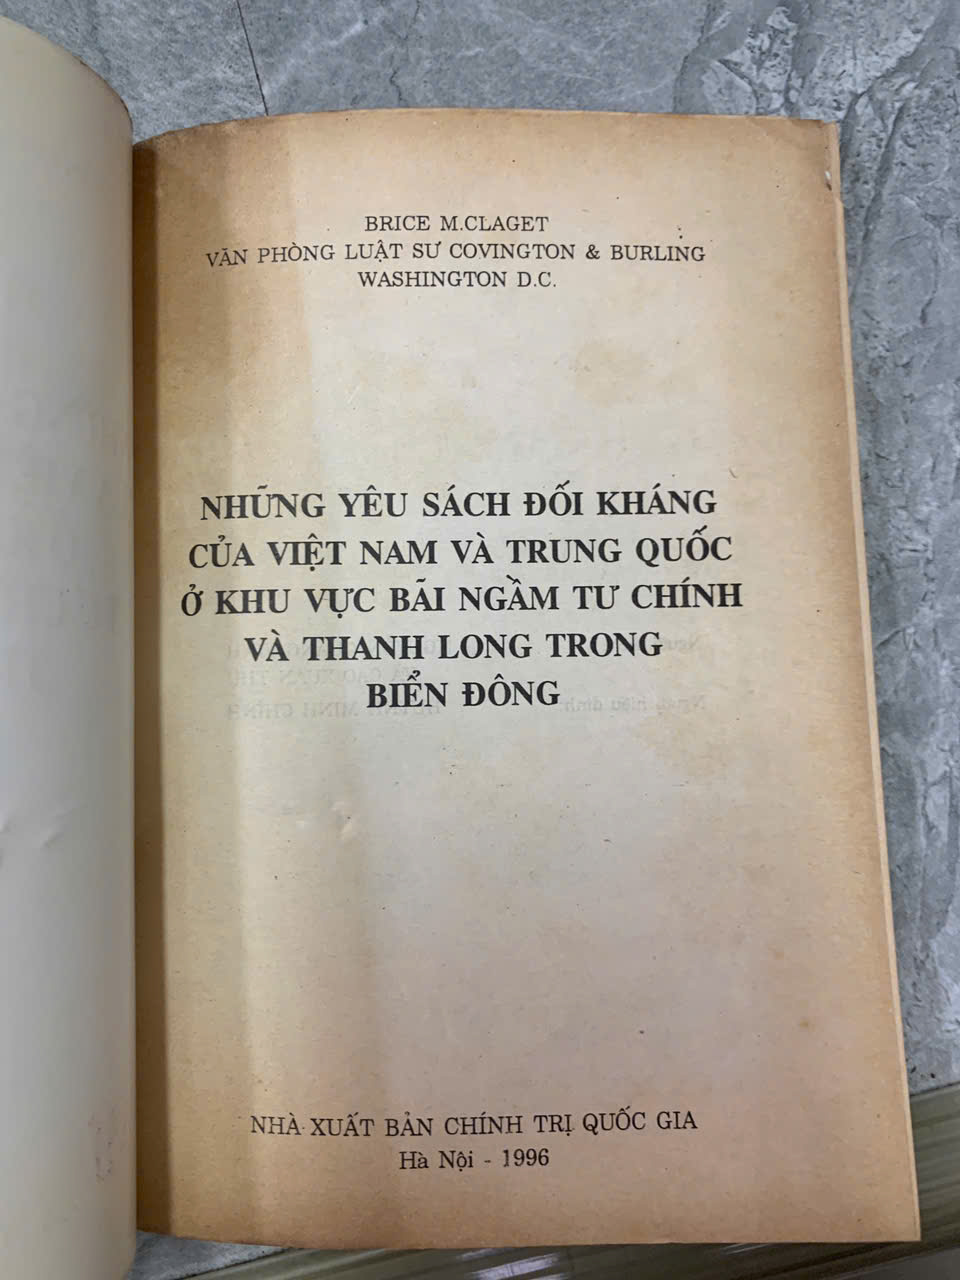 BRICE M.CLAGET
VĂN PHÒNG LUẬT SƯ COVINGTON & BURLING
WASHINGTON D.C.
NHỮNG YÊU SÁCH ĐỐI KHÁNG
CỦA VIỆT NAM VÀ TRUNG QUỐC
Ở KHU VỰC BÃI NGẦM TƯ CHÍNH
VÀ THANH LONG TRONG
BIỂN ĐÔNG
NHÀ XUẤT BẢN CHÍNH TRỊ QUỐC GIA
Hà Nội - 1996